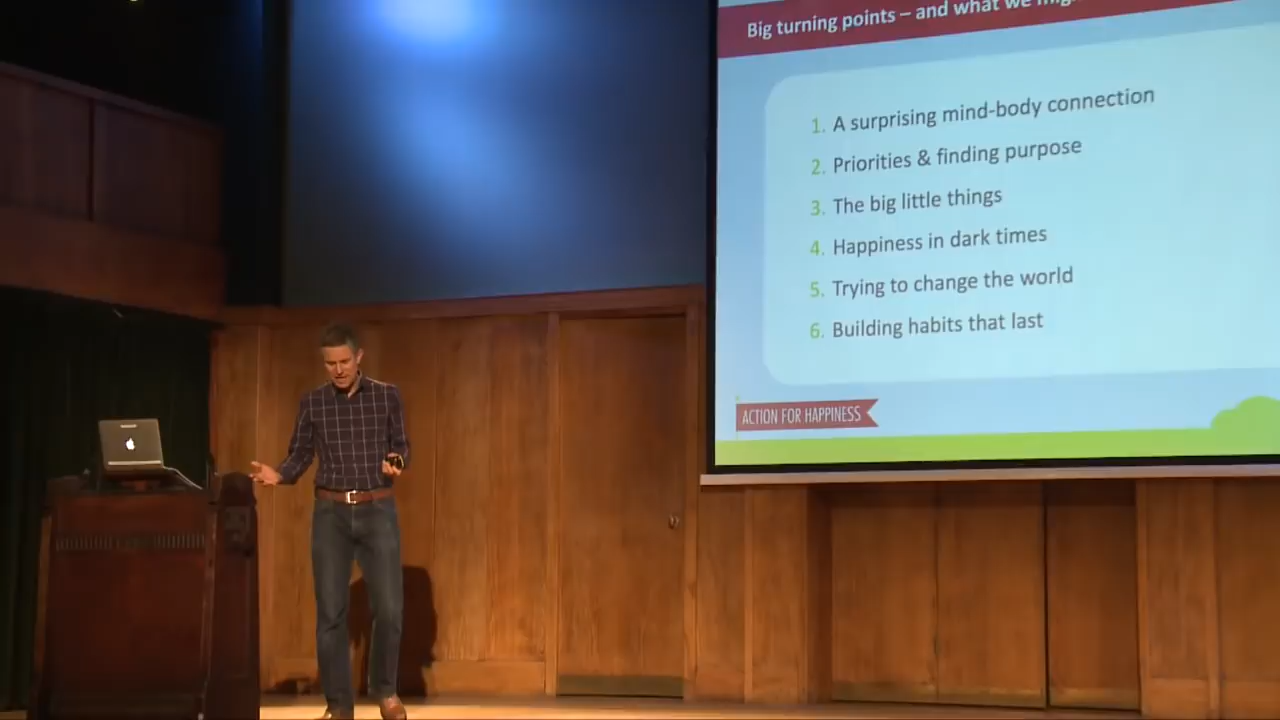 Big turning points – and what we
1. A surprising mind-body connection
2. Priorities & finding purpose
3. The big little things
4. Happiness in dark times
5. Trying to change the world
6. Building habits that last
ACTION FOR HAPPINESS